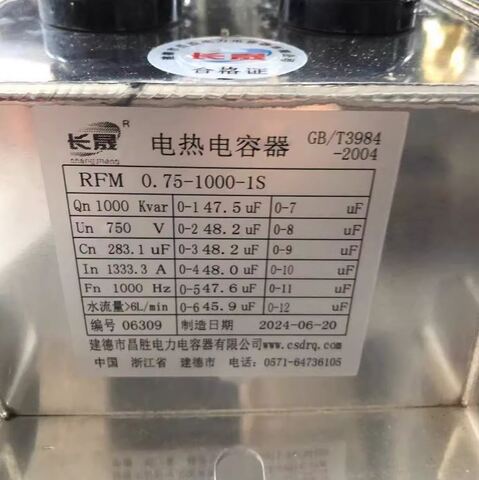 长晟
合格证
长晟®
电热电容器 GB/T3984
-2004
RFM 0.75-1000-1S
Qn 1000 Kvar 0-1 47.5 uF 0-7 uF
Un 750 V 0-2 48.2 uF 0-8 uF
Cn 283.1 uF 0-3 48.2 uF 0-9 uF
In 1333.3 A 0-4 48.0 uF 0-10 uF
Fn 1000 Hz 0-5 47.6 uF 0-11 uF
水流量>6L/min 0-6 45.9 uF 0-12 uF
编号 06309 制造日期 2024-06-20
建德市昌胜电力电容器有限公司www.csdrq.com
中国 浙江省 建德市 电话：0571-64736105